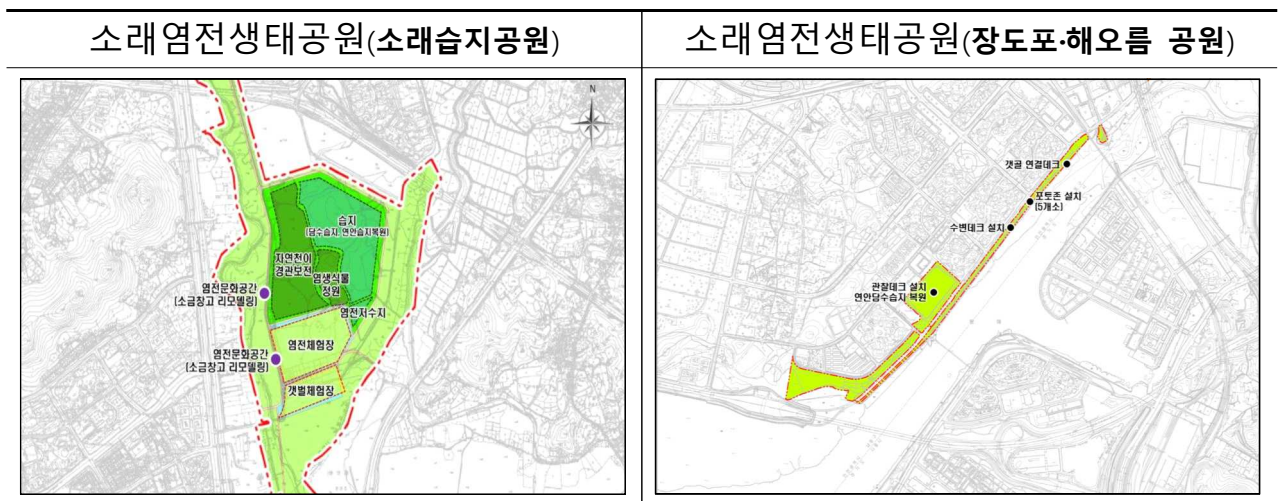 소래염전생태공원(소래습지공원)
소래염전생태공원(장도포·해오름 공원)
N
습지
(담수습지, 연안습지복원)
자연천이
경관보전
염생식물
정원
염전문화공간
(소금창고 리모델링)
염전저수지
염전체험장
염전문화공간
(소금창고 리모델링)
갯벌체험장
갯골 연결데크
포토존 설치
(5개소)
수변데크 설치
관찰데크 설치
연안담수습지 복원